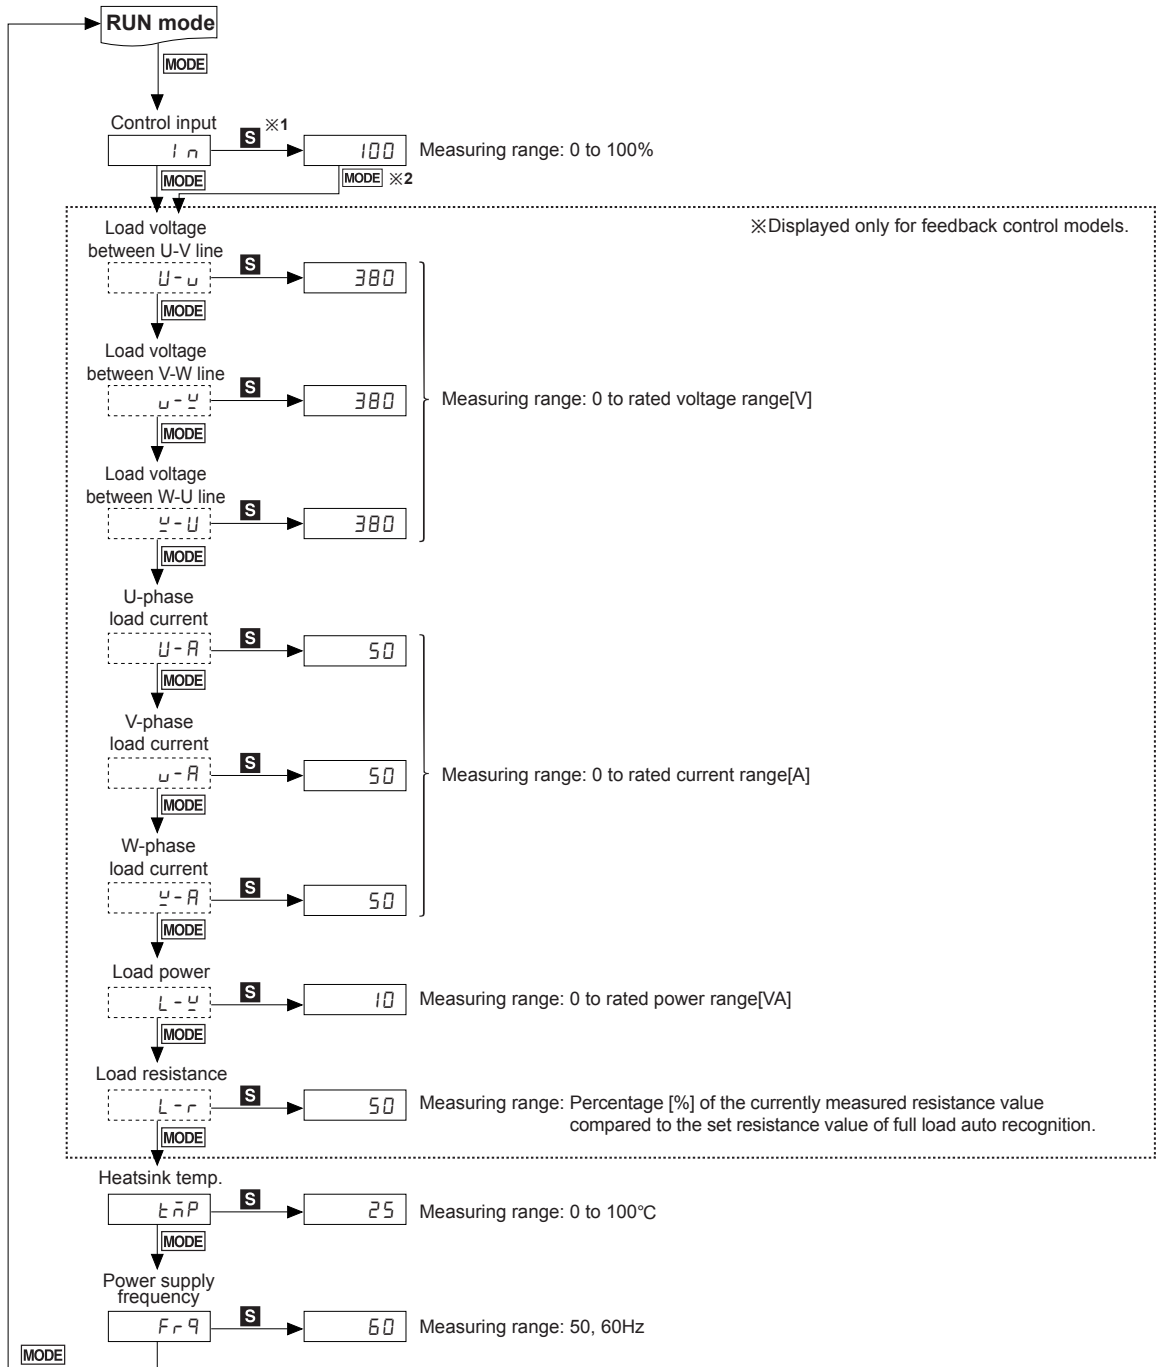 RUN mode
MODE
Control input
In S ※1 100 Measuring range: 0 to 100%
MODE MODE ※2
※Displayed only for feedback control models.
Load voltage
between U-V line
U-u S 380
MODE
Load voltage
between V-W line
S 380 Measuring range: 0 to rated voltage range[V]
MODE
Load voltage
between W-U line
S 380
MODE
U-phase
load current
U-A S 50
MODE
V-phase
load current
u-A S 50 Measuring range: 0 to rated current range[A]
MODE
W-phase
load current
S 50
MODE
Load power
S 10 Measuring range: 0 to rated power range[VA]
MODE
Load resistance
L-r S 50 Measuring range: Percentage [%] of the currently measured resistance value
compared to the set resistance value of full load auto recognition.
MODE
Heatsink temp.
S 25 Measuring range: 0 to 100℃
MODE
Power supply
frequency
Frq S 60 Measuring range: 50, 60Hz
MODE